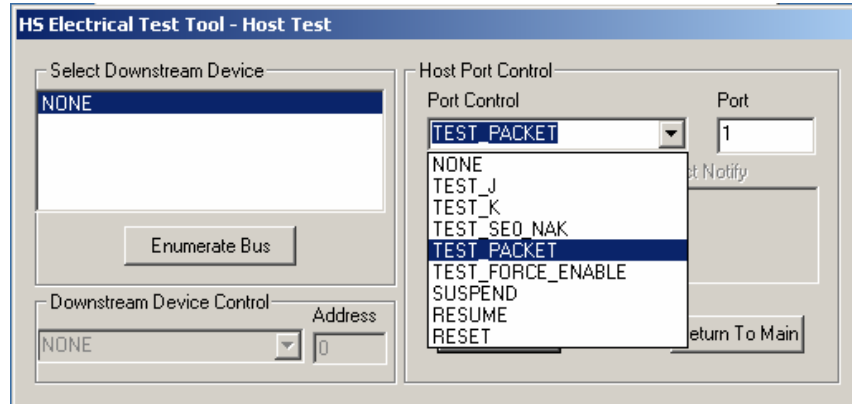 HS Electrical Test Tool - Host Test
Select Downstream Device
NONE
Enumerate Bus
Downstream Device Control
Address
NONE
0
Host Port Control
Port Control
Port
TEST_PACKET
1
NONE
TEST_J
TEST_K
TEST_SE0_NAK
TEST_PACKET
TEST_FORCE_ENABLE
SUSPEND
RESUME
RESET
ct Notify
eturn To Main